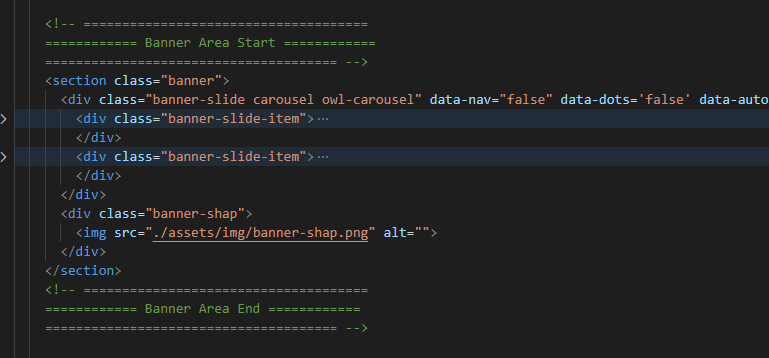 <!-- =====================================
============ Banner Area Start ============
====================================== -->
<section class="banner">
<div class="banner-slide carousel owl-carousel" data-nav="false" data-dots='false' data-auto
<div class="banner-slide-item">⋯
</div>
<div class="banner-slide-item">⋯
</div>
</div>
<div class="banner-shap">
<img src="./assets/img/banner-shap.png" alt="">
</div>
</section>
<!-- =====================================
============ Banner Area End ============
====================================== -->